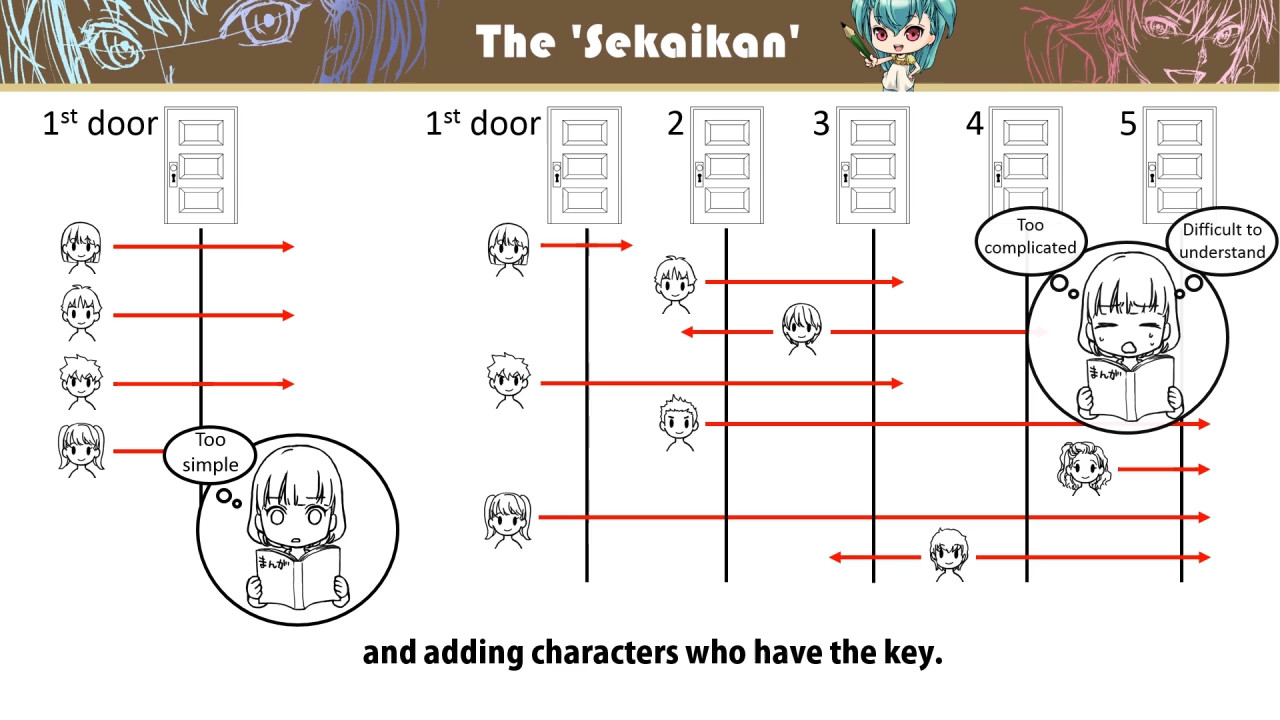 The 'Sekaikan'
1st door
1st door
2
3
4
5
Too
complicated
Difficult to
understand
まんが
Too
simple
まんが
and adding characters who have the key.